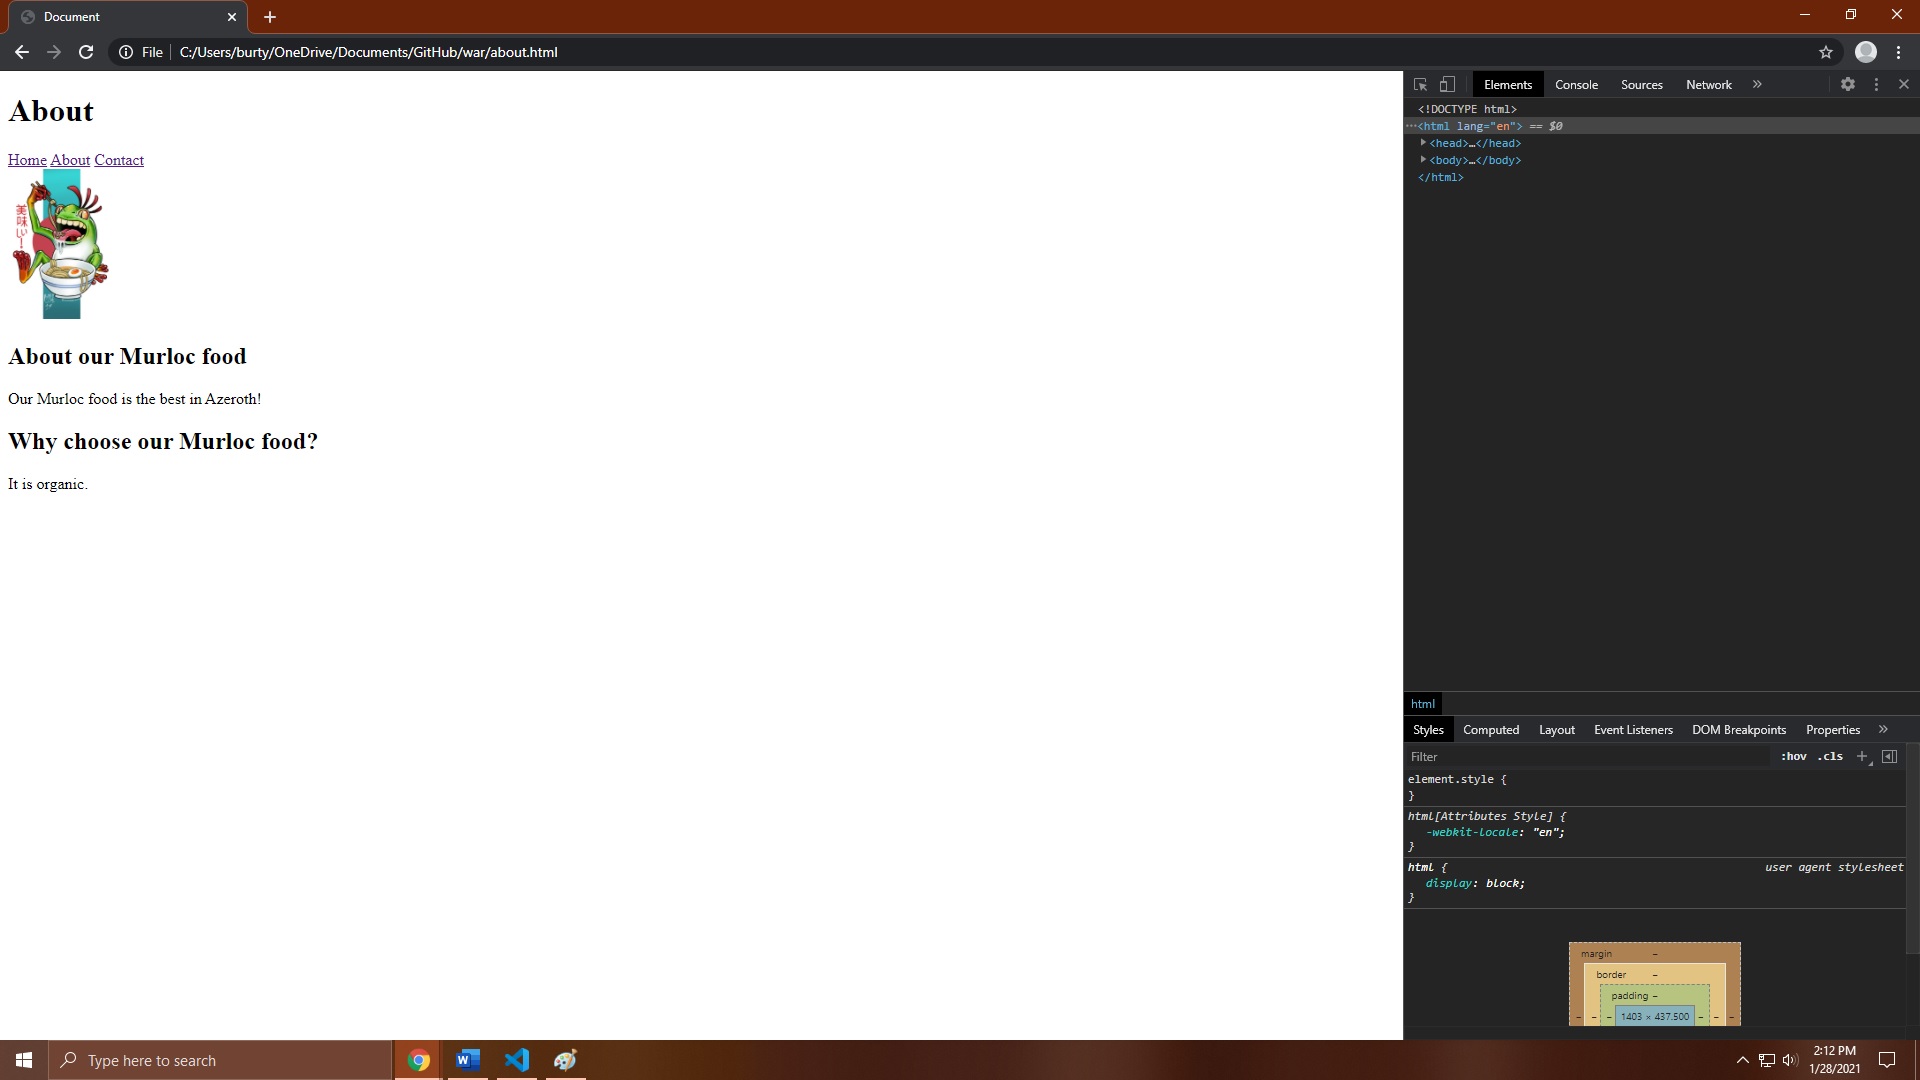 Document
File
C:/Users/burty/OneDrive/Documents/GitHub/war/about.html
About
Home About Contact
美味しい!
About our Murloc food
Our Murloc food is the best in Azeroth!
Why choose our Murloc food?
It is organic.
Elements Console Sources Network
<!DOCTYPE html>
<html lang="en"> == $0
<head>…</head>
<body>…</body>
</html>
html
Styles Computed Layout Event Listeners DOM Breakpoints Properties
Filter :hov .cls
element.style {
}
html[Attributes Style] {
-webkit-locale: "en";
}
html { user agent stylesheet
display: block;
}
margin –
border –
padding –
– – – 1403 × 437.500 – – –
Type here to search
2:12 PM
1/28/2021